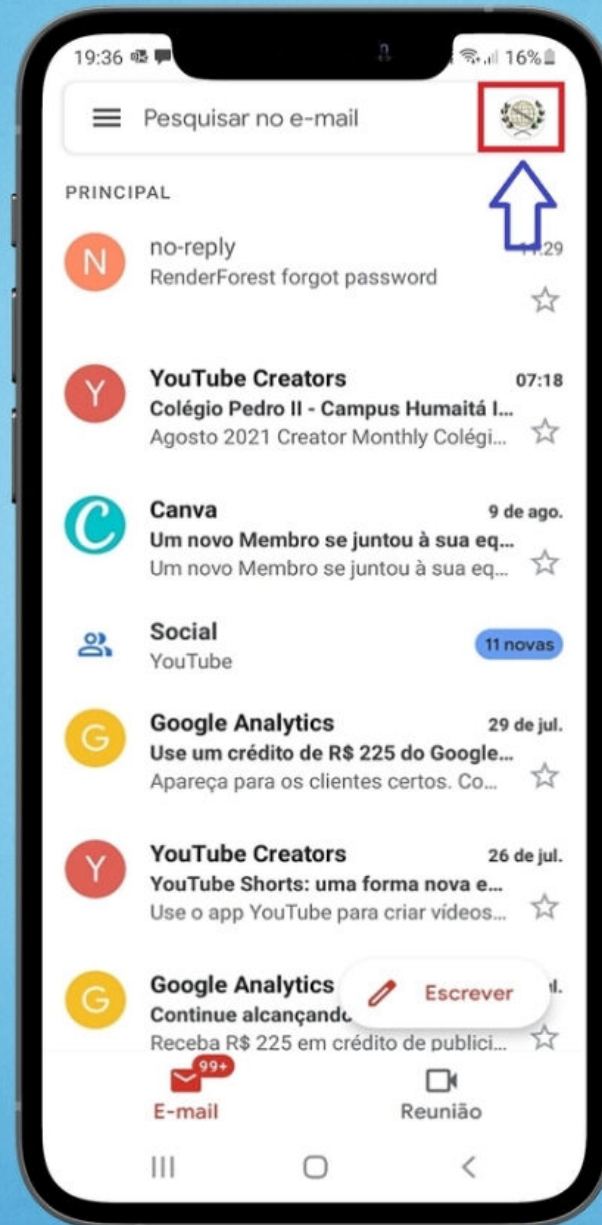 19:36 16%
Pesquisar no e-mail
PRINCIPAL
N no-reply 11:29
RenderForest forgot password
Y YouTube Creators 07:18
Colégio Pedro II - Campus Humaitá I...
Agosto 2021 Creator Monthly Colégi...
C Canva 9 de ago.
Um novo Membro se juntou à sua eq...
Um novo Membro se juntou à sua eq...
Social 11 novas
YouTube
G Google Analytics 29 de jul.
Use um crédito de R$ 225 do Google...
Apareça para os clientes certos. Co...
Y YouTube Creators 26 de jul.
YouTube Shorts: uma forma nova e...
Use o app YouTube para criar vídeos...
G Google Analytics
Escrever
Continue alcançando
Receba R$ 225 em crédito de publici...
99+
E-mail Reunião